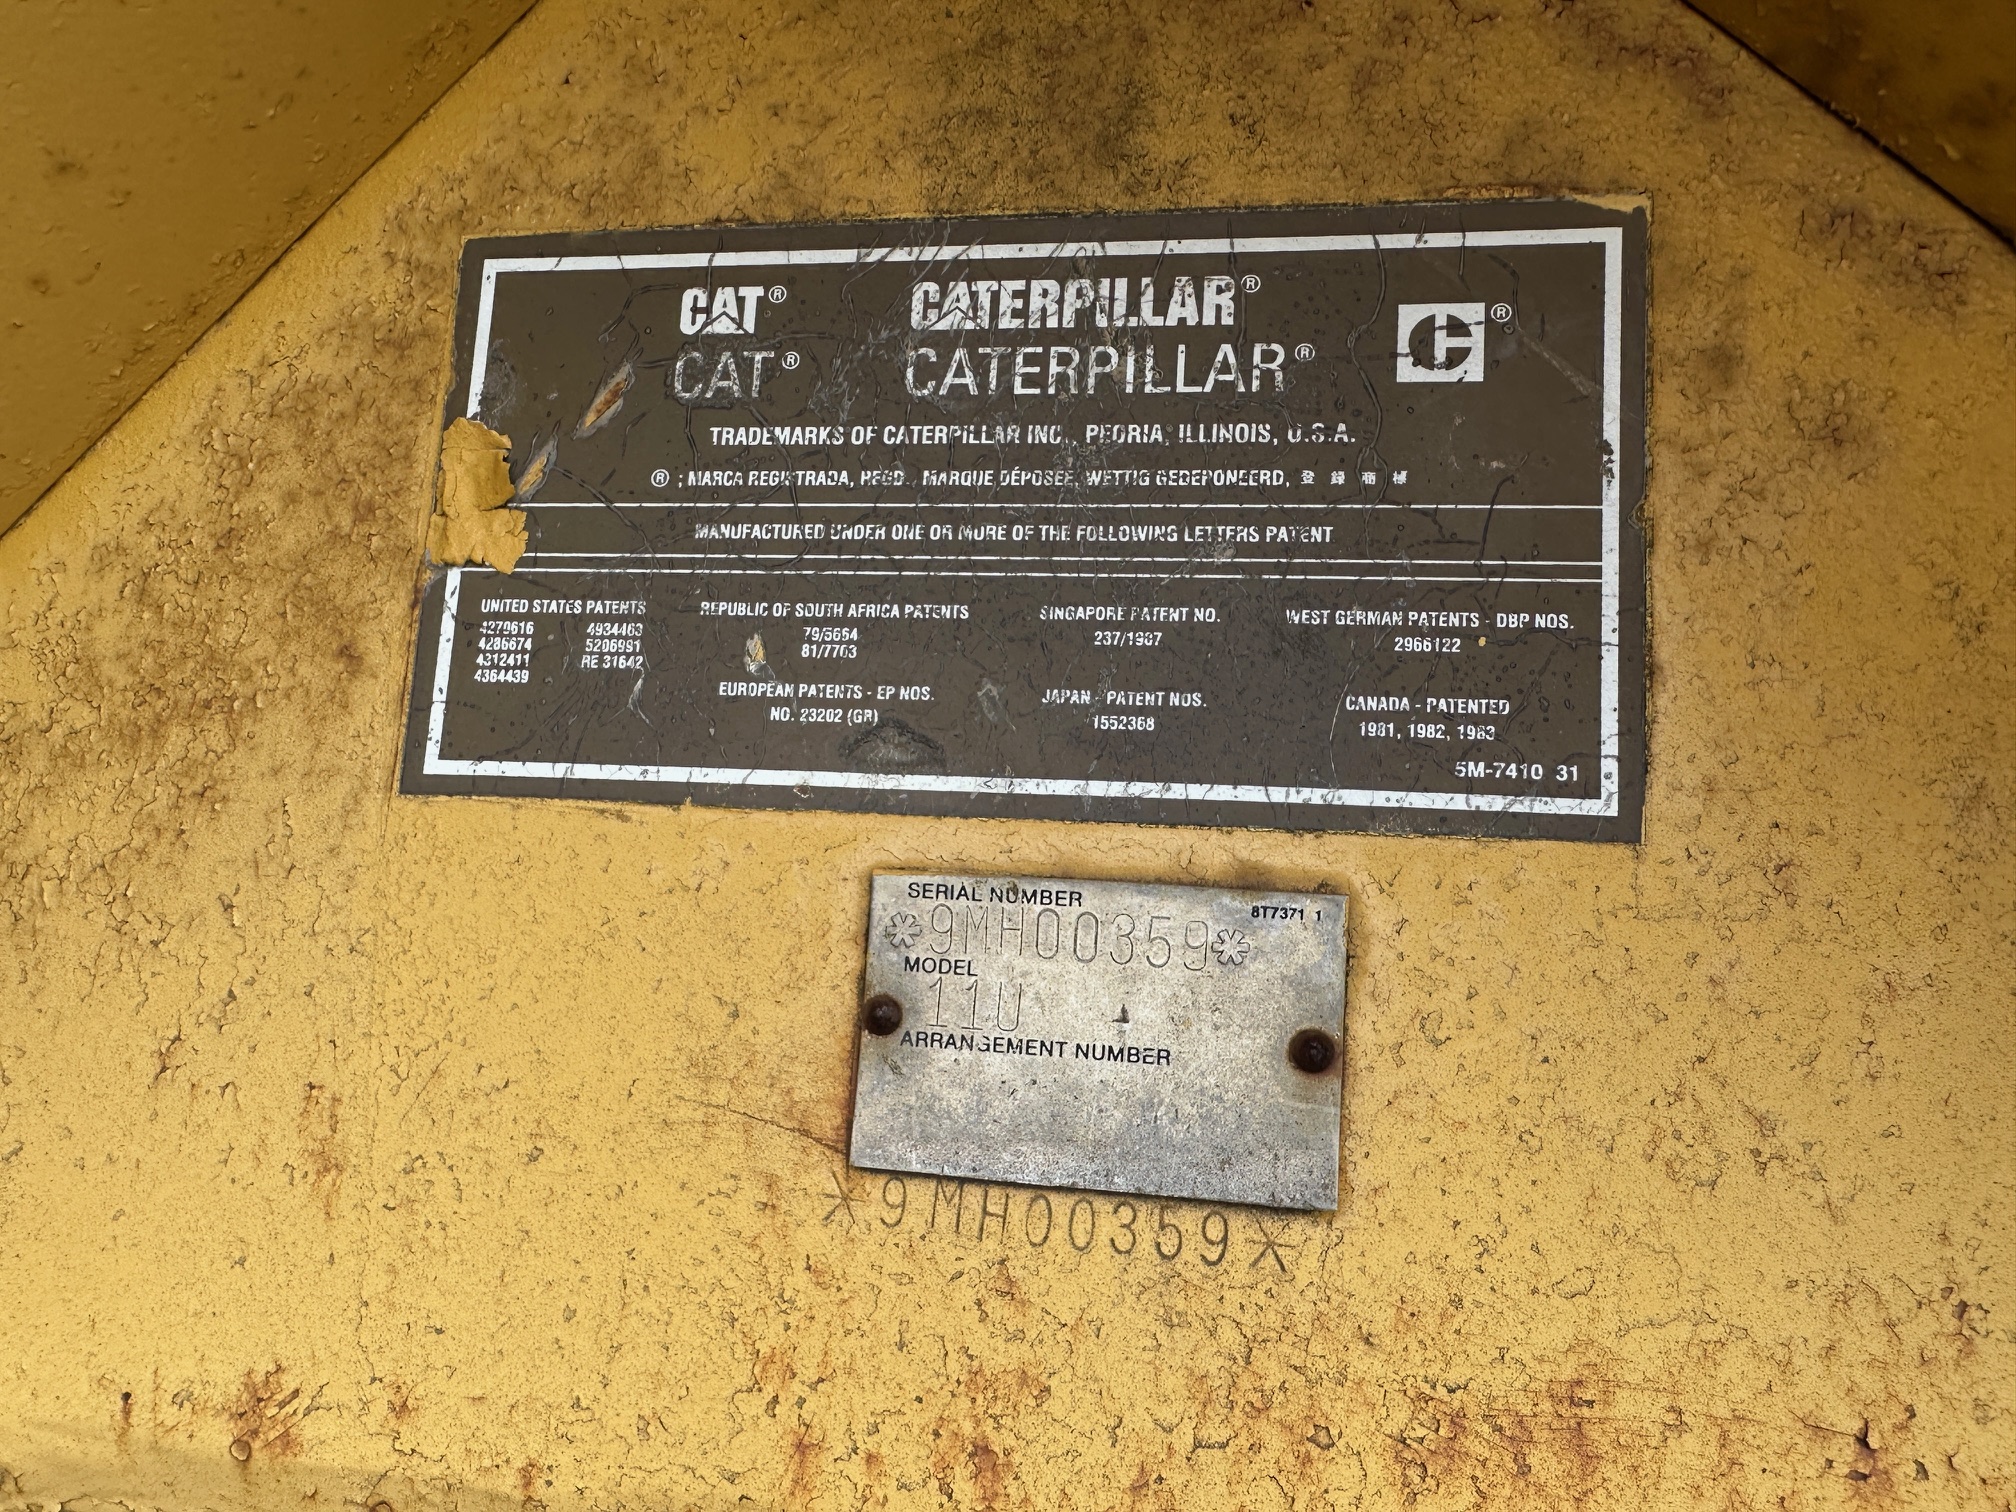 CAT® CATERPILLAR® ®
CAT® CATERPILLAR®
TRADEMARKS OF CATERPILLAR INC., PEORIA, ILLINOIS, U.S.A.
® ; MARCA REGISTRADA, REGD., MARQUE DÉPOSÉE, WETTIG GEDEPONEERD, 登 録 商 標
MANUFACTURED UNDER ONE OR MORE OF THE FOLLOWING LETTERS PATENT
UNITED STATES PATENTS
4270616 4934463
4286674 5206991
4312411 RE 31642
4364439
REPUBLIC OF SOUTH AFRICA PATENTS
79/5664
81/7763
EUROPEAN PATENTS - EP NOS.
NO. 23202 (GB)
SINGAPORE PATENT NO.
237/1987
JAPAN - PATENT NOS.
1552368
WEST GERMAN PATENTS - DBP NOS.
2966122
CANADA - PATENTED
1981, 1982, 1983
5M-7410 31
SERIAL NUMBER 8T7371 1
*9MH00359*
MODEL
11U
ARRANGEMENT NUMBER
*9MH00359*